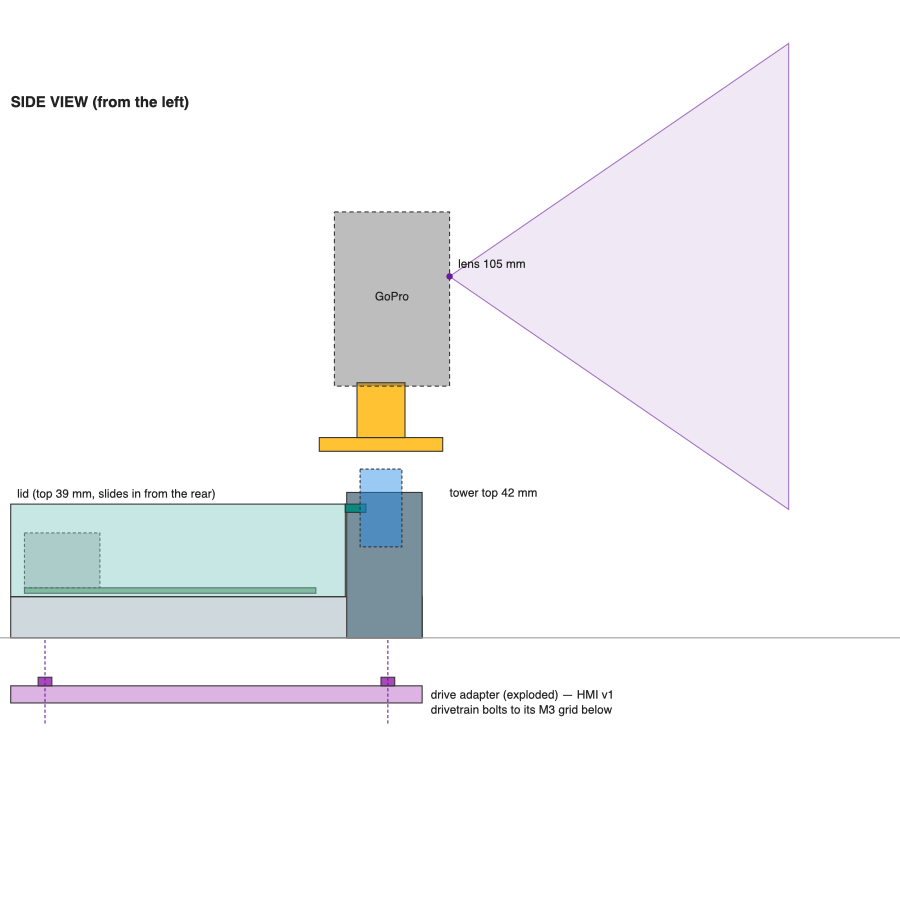 SIDE VIEW (from the left)
lens 105 mm
GoPro
lid (top 39 mm, slides in from the rear)
tower top 42 mm
drive adapter (exploded) — HMI v1
drivetrain bolts to its M3 grid below